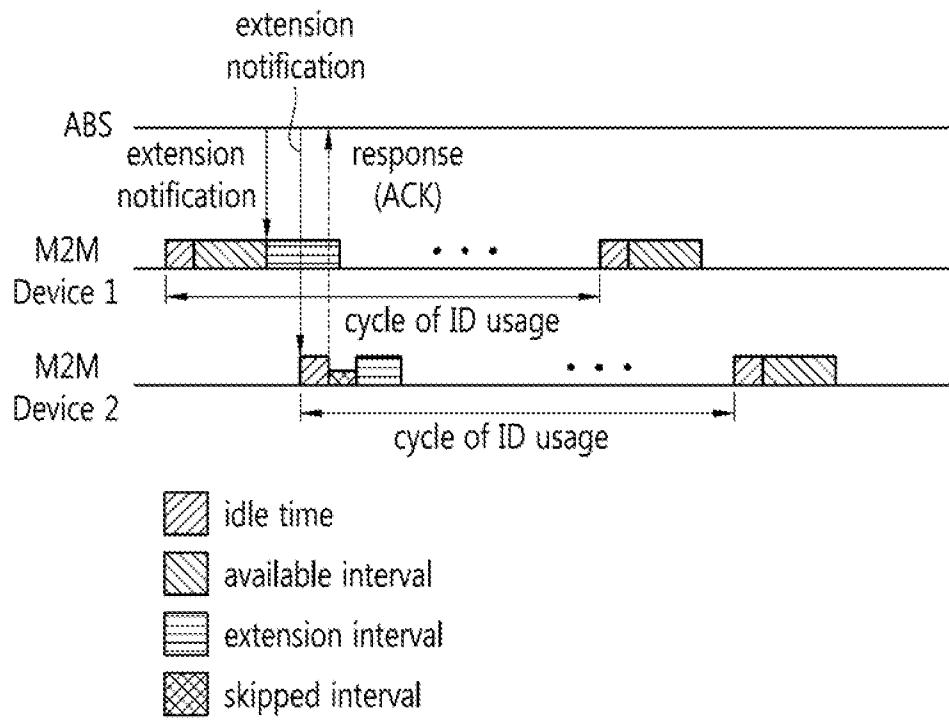 extension
notification
ABS
extension
notification
response
(ACK)
M2M
Device 1
• • •
cycle of ID usage
M2M
Device 2
• • •
cycle of ID usage
idle time
available interval
extension interval
skipped interval